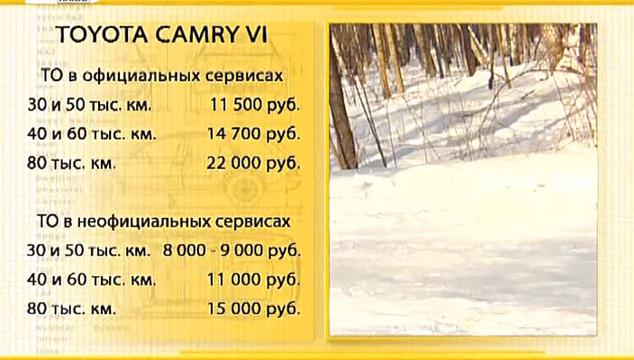 TOYOTA CAMRY VI
ТО в официальных сервисах
30 и 50 тыс. км. 11 500 руб.
40 и 60 тыс. км. 14 700 руб.
80 тыс. км. 22 000 руб.
ТО в неофициальных сервисах
30 и 50 тыс. км. 8 000 - 9 000 руб.
40 и 60 тыс. км. 11 000 руб.
80 тыс. км. 15 000 руб.